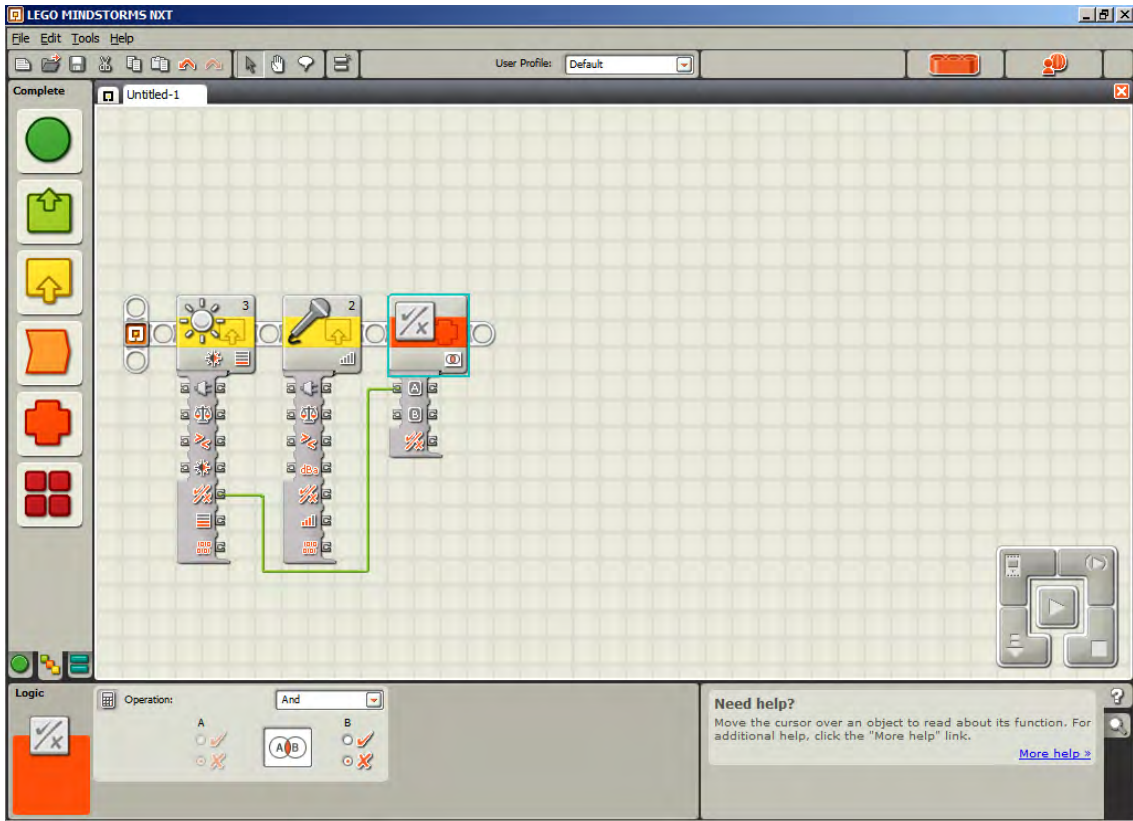 LEGO MINDSTORMS NXT
File Edit Tools Help
User Profile: Default
Complete
Untitled-1
3
2
A
B
dBa
Logic
Operation: And
A B
A B
Need help?
Move the cursor over an object to read about its function. For
additional help, click the "More help" link.
More help »